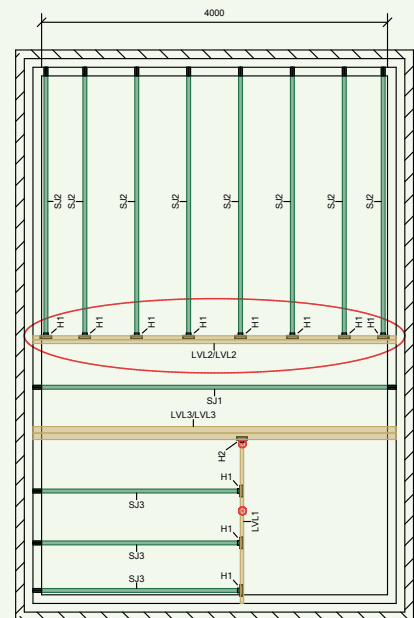 4000
SJ2 SJ2 SJ2 SJ2 SJ2 SJ2 SJ2 SJ2
H1 H1 H1 H1 H1 H1 H1 H1
LVL2/LVL2
SJ1
LVL3/LVL3
H2
H1
SJ3
LVL1
H1
SJ3
H1
SJ3